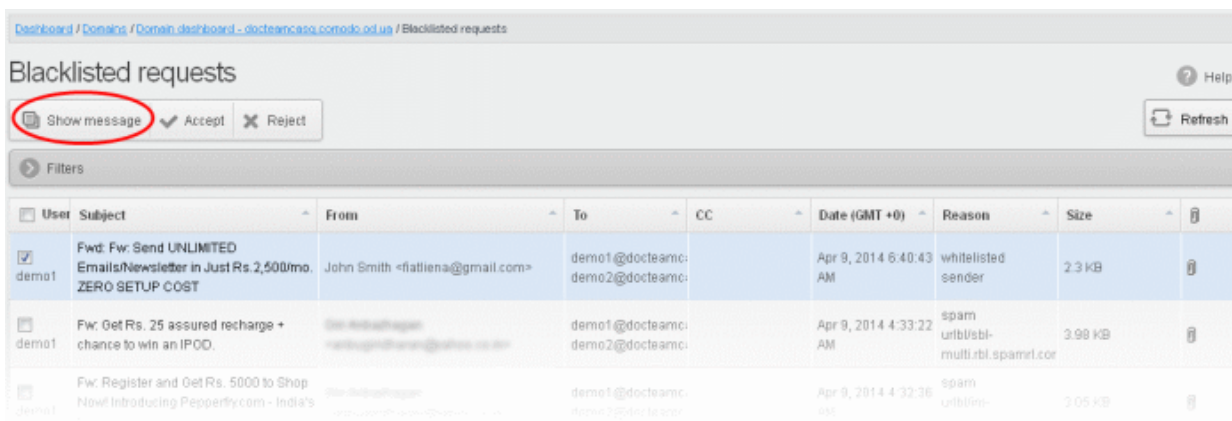 Dashboard / Domains / Domain dashboard - docteamcasg.comodo.od.ua / Blacklisted requests
Blacklisted requests
Help
Show message Accept Reject
Refresh
Filters
User Subject From To CC Date (GMT +0) Reason Size
Fwd: Fw: Send UNLIMITED
Emails/Newsletter in Just Rs.2,500/mo.
ZERO SETUP COST
demo1
John Smith <fiatliena@gmail.com>
demo1@docteamc
demo2@docteamc
Apr 9, 2014 6:40:43
AM
whitelisted
sender
2.3 KB
Fw: Get Rs. 25 assured recharge +
chance to win an IPOD.
demo1
demo1@docteamc
demo2@docteamc
Apr 9, 2014 4:33:22
AM
spam
urlbl/sbl-
multi.rbl.spamrl.cor
3.98 KB
Fw: Register and Get Rs. 5000 to Shop
Now! Introducing Pepperfry.com - India's
demo1
demo1@docteamc
demo2@docteamc
Apr 9, 2014 4:32:36
AM
spam
3.05 KB